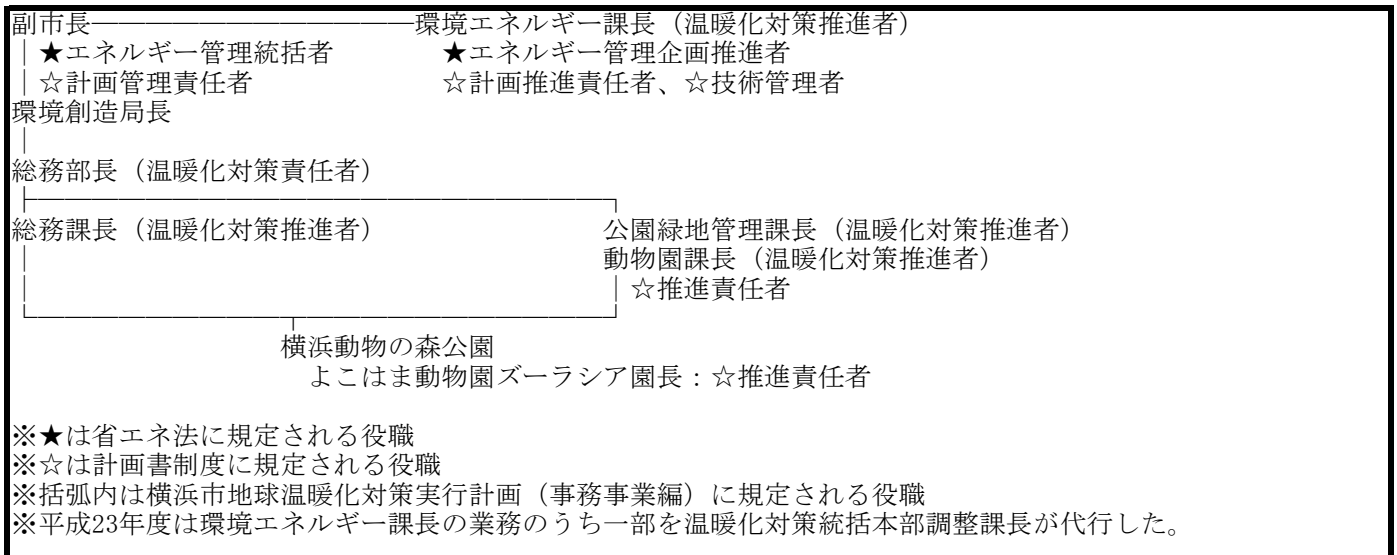 副市長――――――――――――環境エネルギー課長（温暖化対策推進者）
│★エネルギー管理統括者　　　　★エネルギー管理企画推進者
│☆計画管理責任者　　　　　　　☆計画推進責任者、☆技術管理者
環境創造局長
│
総務部長（温暖化対策責任者）
├――――――――――――――――――――――┐
総務課長（温暖化対策推進者）　　　　　　　　　公園緑地管理課長（温暖化対策推進者）
│　　　　　　　　　　　　　　　　　　　　　　動物園課長（温暖化対策推進者）
│　　　　　　　　　　　　　　　　　　　　　　│☆推進責任者
└――――――――――┬―――――――――――┘
横浜動物の森公園
よこはま動物園ズーラシア園長：☆推進責任者
※★は省エネ法に規定される役職
※☆は計画書制度に規定される役職
※括弧内は横浜市地球温暖化対策実行計画（事務事業編）に規定される役職
※平成23年度は環境エネルギー課長の業務のうち一部を温暖化対策統括本部調整課長が代行した。